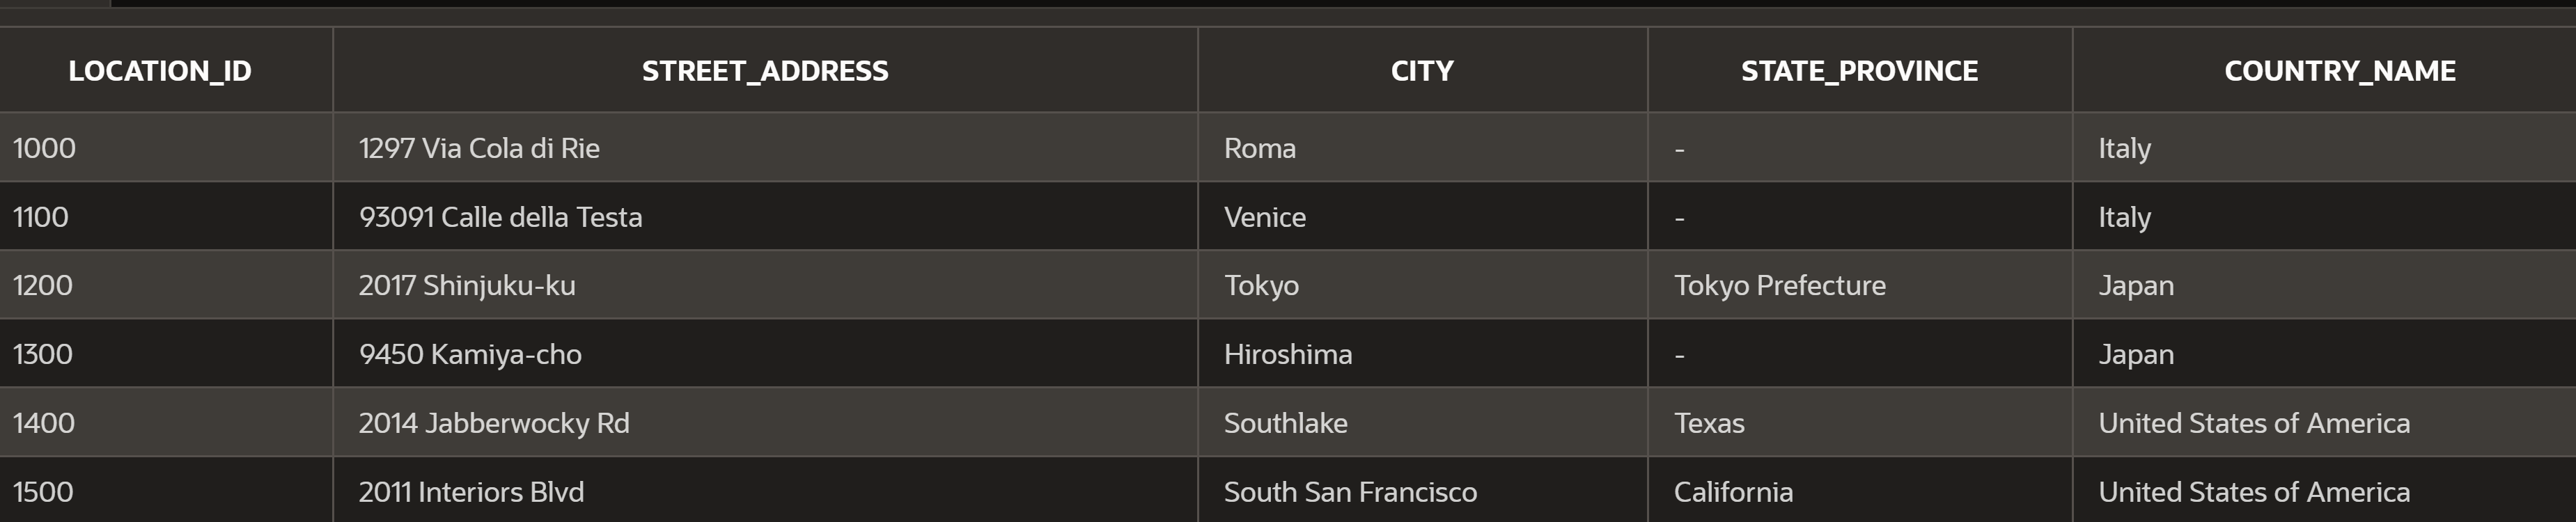 LOCATION_ID STREET_ADDRESS CITY STATE_PROVINCE COUNTRY_NAME
1000 1297 Via Cola di Rie Roma - Italy
1100 93091 Calle della Testa Venice - Italy
1200 2017 Shinjuku-ku Tokyo Tokyo Prefecture Japan
1300 9450 Kamiya-cho Hiroshima - Japan
1400 2014 Jabberwocky Rd Southlake Texas United States of America
1500 2011 Interiors Blvd South San Francisco California United States of America